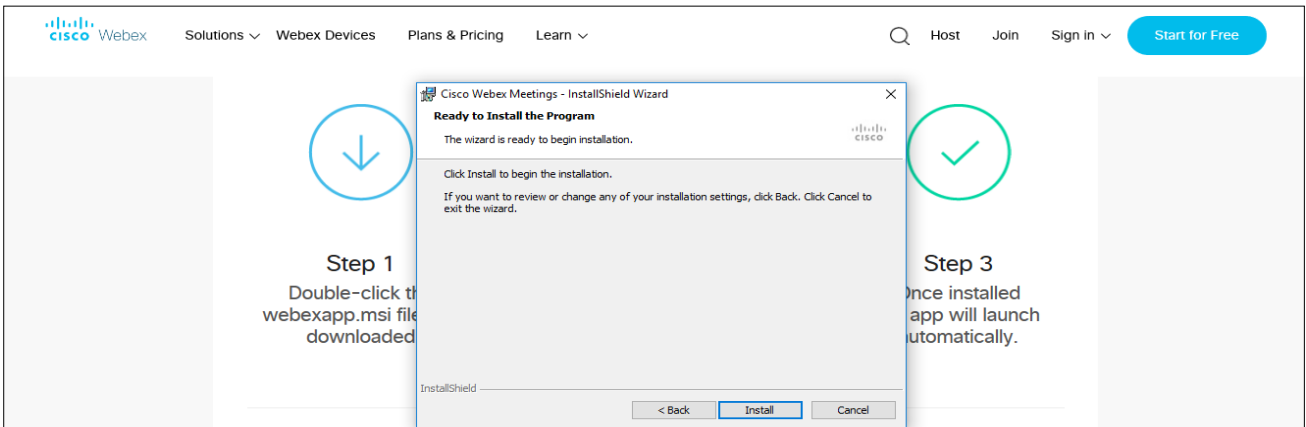 CISCO Webex Solutions Webex Devices Plans & Pricing Learn Host Join Sign in Start for Free
Cisco Webex Meetings - InstallShield Wizard
Ready to Install the Program
The wizard is ready to begin installation.
CISCO
Click Install to begin the installation.
If you want to review or change any of your installation settings, click Back. Click Cancel to
exit the wizard.
InstallShield
< Back Install Cancel
Step 1
Double-click
webexapp.msi
downloaded
Step 3
installed
app will launch